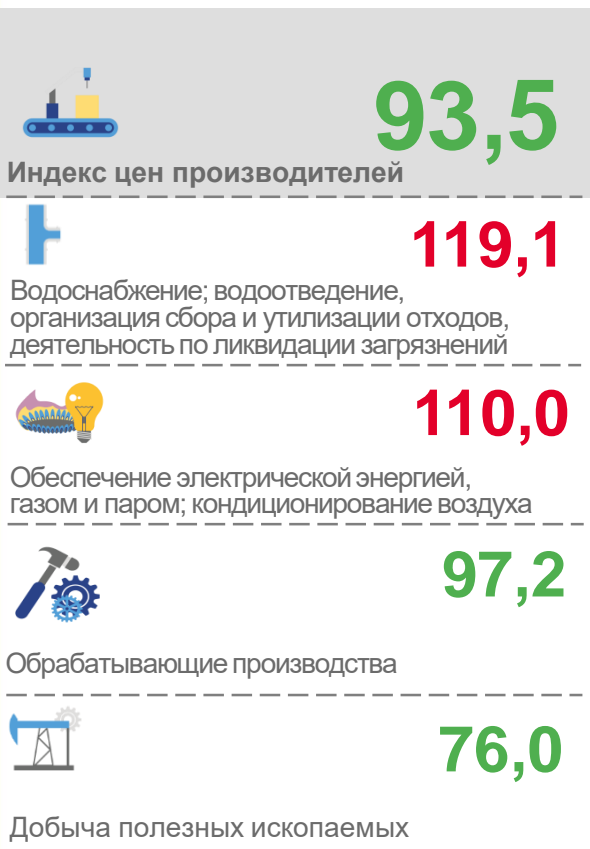 93,5
Индекс цен производителей
119,1
Водоснабжение; водоотведение,
организация сбора и утилизации отходов,
деятельность по ликвидации загрязнений
110,0
Обеспечение электрической энергией,
газом и паром; кондиционирование воздуха
97,2
Обрабатывающие производства
76,0
Добыча полезных ископаемых